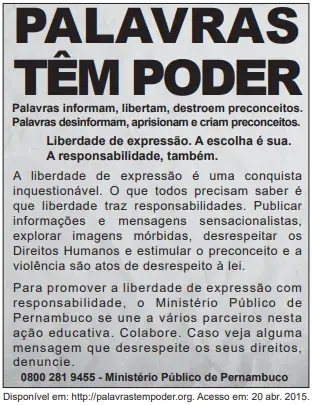 PALAVRAS
TÊM PODER
Palavras informam, libertam, destroem preconceitos.
Palavras desinformam, aprisionam e criam preconceitos.
Liberdade de expressão. A escolha é sua.
A responsabilidade, também.
A liberdade de expressão é uma conquista
inquestionável. O que todos precisam saber é
que liberdade traz responsabilidades. Publicar
informações e mensagens sensacionalistas,
explorar imagens mórbidas, desrespeitar os
Direitos Humanos e estimular o preconceito e a
violência são atos de desrespeito à lei.
Para promover a liberdade de expressão com
responsabilidade, o Ministério Público de
Pernambuco se une a vários parceiros nesta
ação educativa. Colabore. Caso veja alguma
mensagem que desrespeite os seus direitos,
denuncie.
0800 281 9455 - Ministério Público de Pernambuco
Disponível em: http://palavrastempoder.org. Acesso em: 20 abr. 2015.